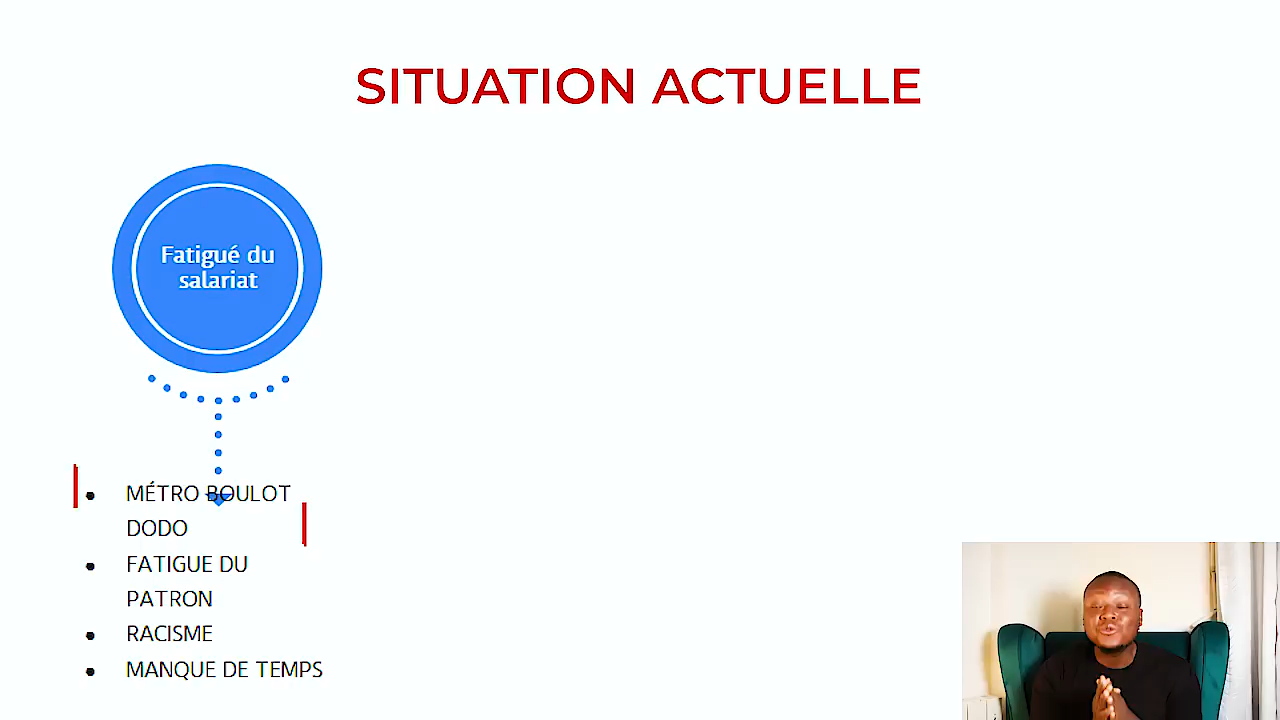 SITUATION ACTUELLE
Fatigué du
salariat
MÉTRO BOULOT
DODO
FATIGUE DU
PATRON
RACISME
MANQUE DE TEMPS